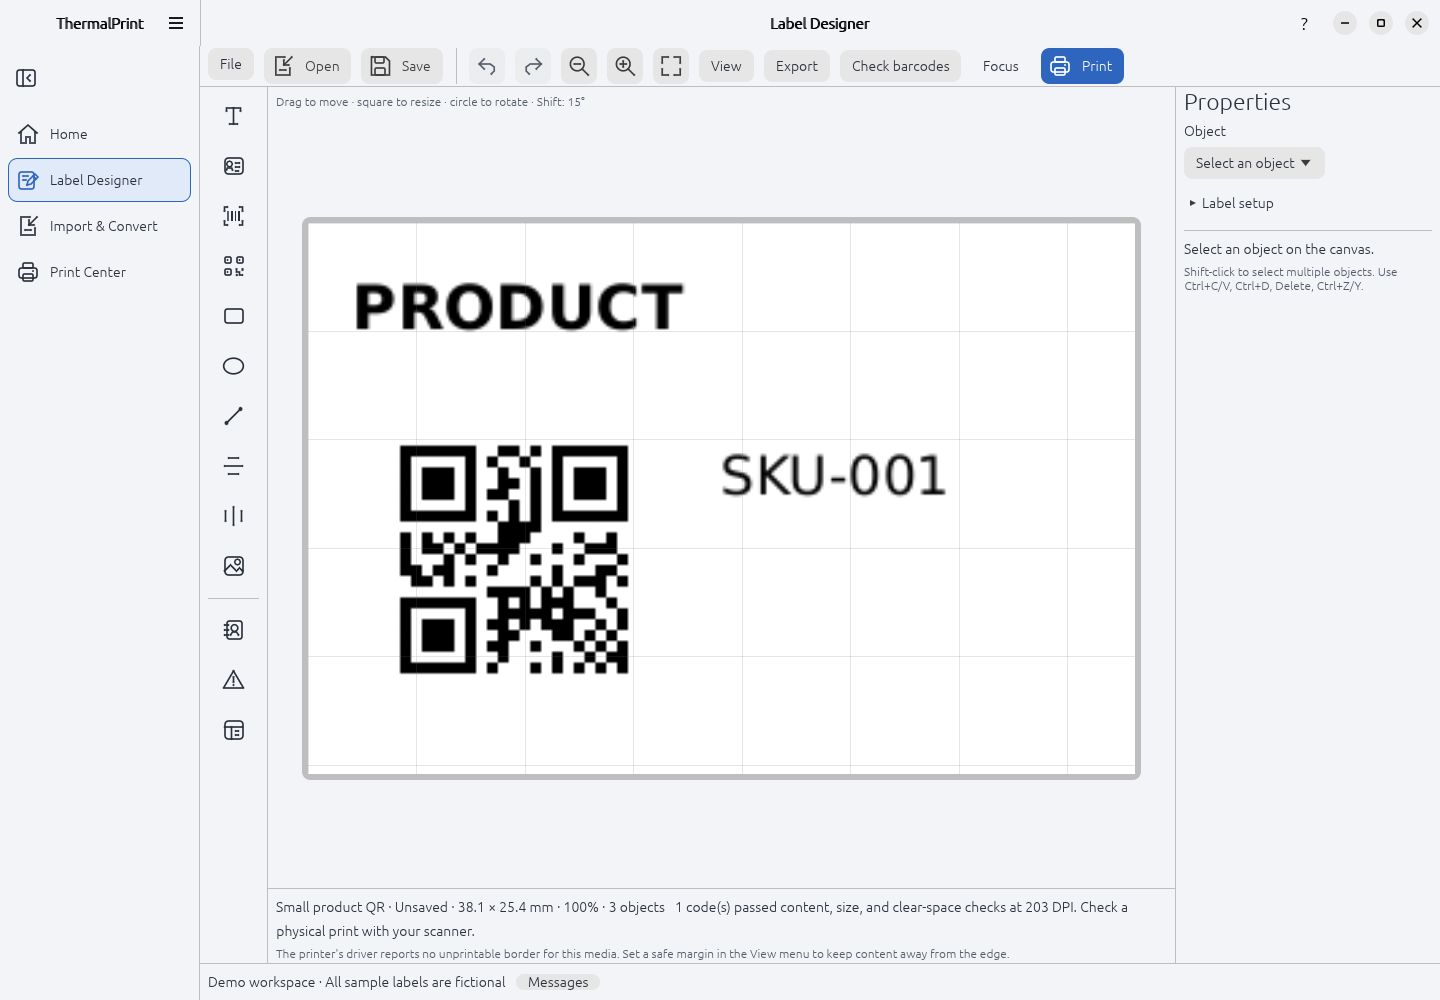 ThermalPrint
Label Designer
?
File
Open
Save
View
Export
Check barcodes
Focus
Print
Home
Label Designer
Import & Convert
Print Center
Drag to move · square to resize · circle to rotate · Shift: 15°
PRODUCT
SKU-001
Properties
Object
Select an object
Label setup
Select an object on the canvas.
Shift-click to select multiple objects. Use
Ctrl+C/V, Ctrl+D, Delete, Ctrl+Z/Y.
Small product QR · Unsaved · 38.1 × 25.4 mm · 100% · 3 objects 1 code(s) passed content, size, and clear-space checks at 203 DPI. Check a
physical print with your scanner.
The printer's driver reports no unprintable border for this media. Set a safe margin in the View menu to keep content away from the edge.
Demo workspace · All sample labels are fictional
Messages